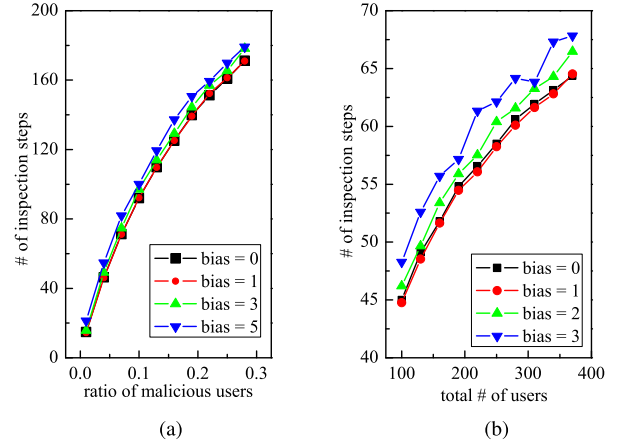 200
160
120
80
40
0
# of inspection steps
0.0 0.1 0.2 0.3
ratio of malicious users
bias = 0
bias = 1
bias = 3
bias = 5
(a)
70
65
60
55
50
45
40
# of inspection steps
100 200 300 400
total # of users
bias = 0
bias = 1
bias = 2
bias = 3
(b)